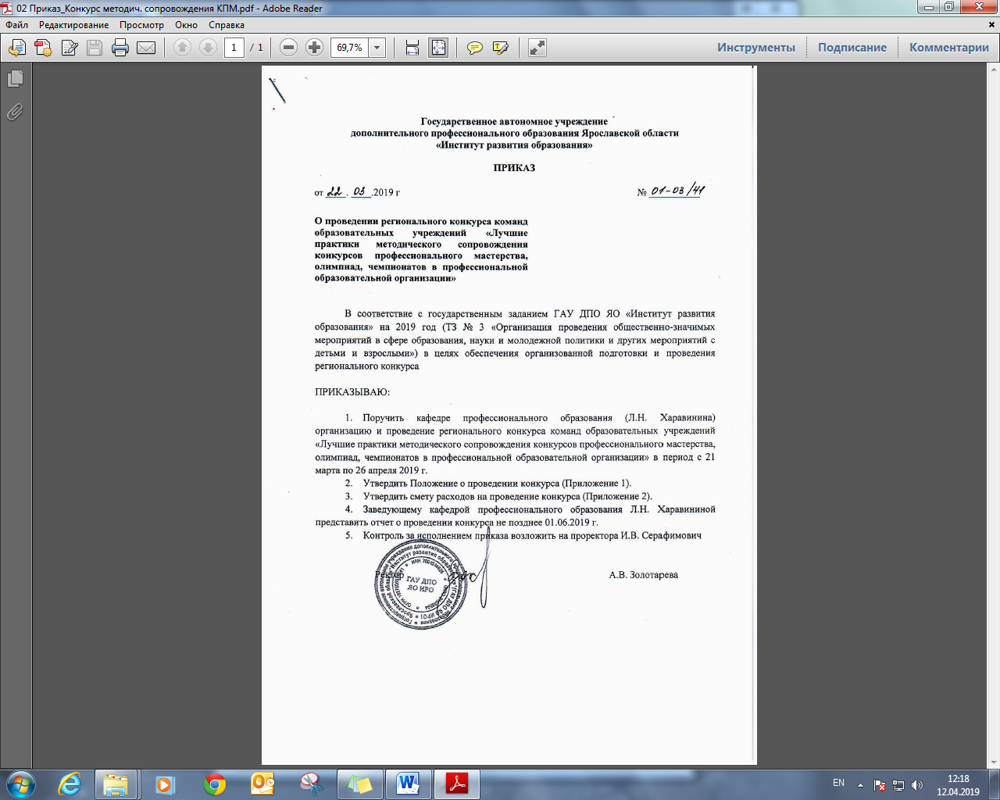 02 Приказ_Конкурс методич. сопровождения КПМ.pdf - Adobe Reader
Файл Редактирование Просмотр Окно Справка
1 / 1 69,7% Инструменты Подписание Комментарии
Государственное автономное учреждение
дополнительного профессионального образования Ярославской области
«Институт развития образования»
ПРИКАЗ
от 22 . 03 .2019 г № 01-03/41
О проведении регионального конкурса команд
образовательных учреждений «Лучшие
практики методического сопровождения
конкурсов профессионального мастерства,
олимпиад, чемпионатов в профессиональной
образовательной организации»
В соответствие с государственным заданием ГАУ ДПО ЯО «Институт развития
образования» на 2019 год (ТЗ № 3 «Организация проведения общественно-значимых
мероприятий в сфере образования, науки и молодежной политики и других мероприятий с
детьми и взрослыми») в целях обеспечения организованной подготовки и проведения
регионального конкурса
ПРИКАЗЫВАЮ:
1. Поручить кафедре профессионального образования (Л.Н. Харавинина)
организацию и проведение регионального конкурса команд образовательных учреждений
«Лучшие практики методического сопровождения конкурсов профессионального мастерства,
олимпиад, чемпионатов в профессиональной образовательной организации» в период с 21
марта по 26 апреля 2019 г.
2. Утвердить Положение о проведении конкурса (Приложение 1).
3. Утвердить смету расходов на проведение конкурса (Приложение 2).
4. Заведующему кафедрой профессионального образования Л.Н. Харавининой
представить отчет о проведении конкурса не позднее 01.06.2019 г.
5. Контроль за исполнением приказа возложить на проректора И.В. Серафимович
Ректор А.В. Золотарева
ГАУ ДПО
ЯО ИРО
EN 12:18
12.04.2019